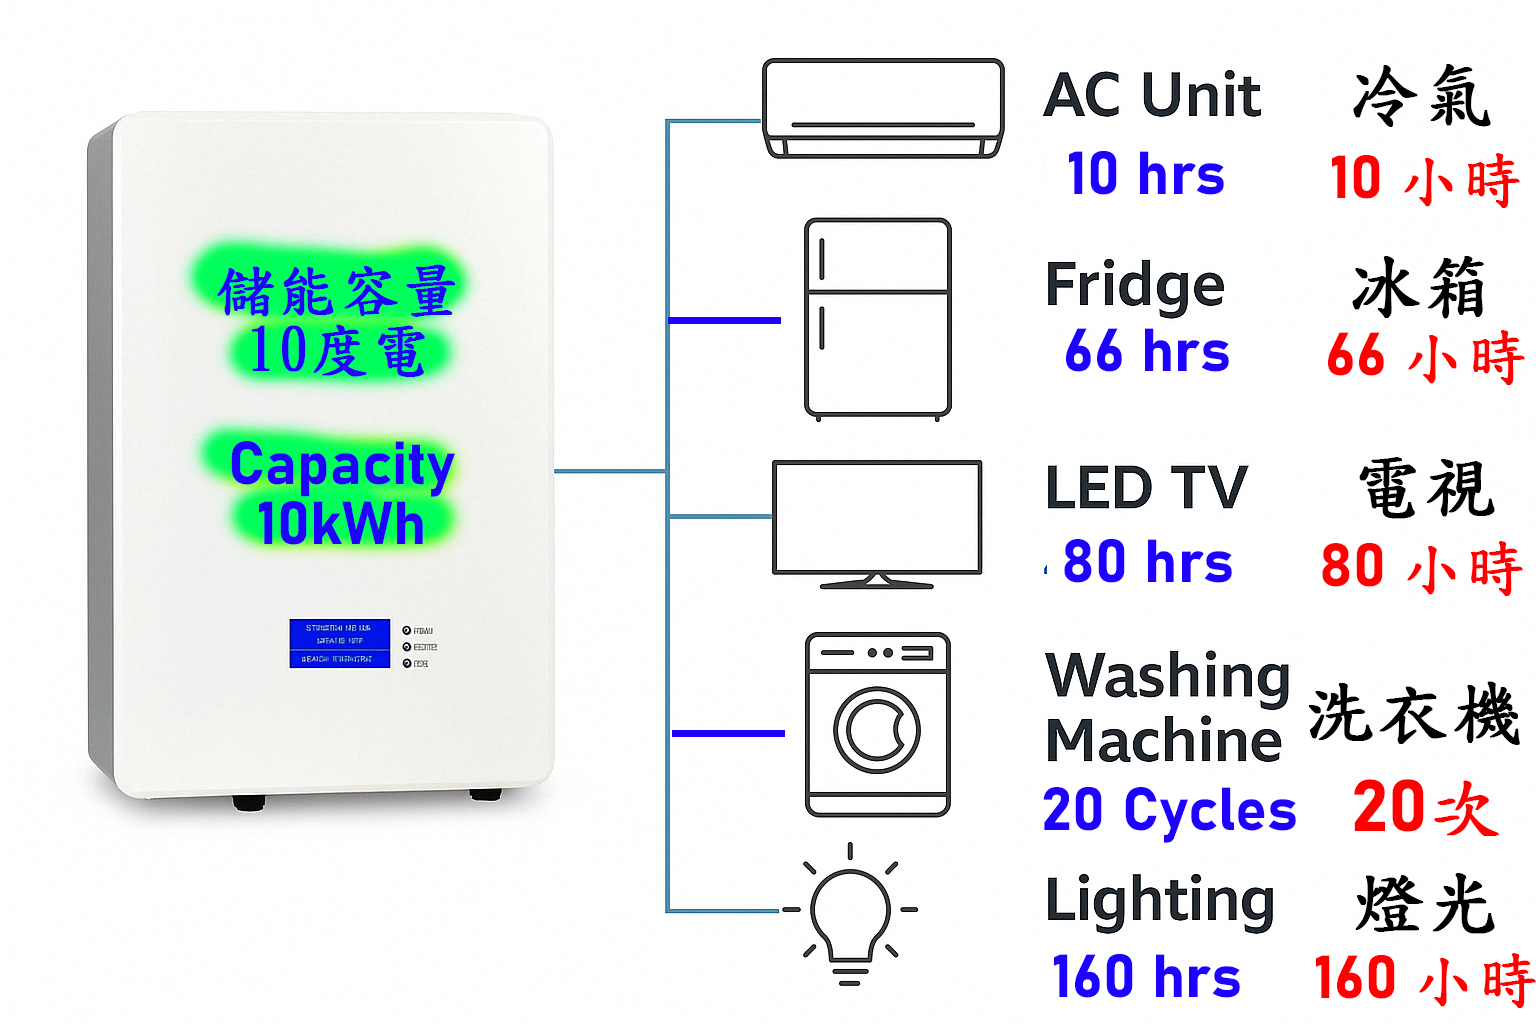 儲能容量
10度電
Capacity
10kWh
AC Unit 冷氣
10 hrs 10 小時
Fridge 冰箱
66 hrs 66 小時
LED TV 電視
80 hrs 80 小時
Washing
Machine 洗衣機
20 Cycles 20次
Lighting 燈光
160 hrs 160 小時